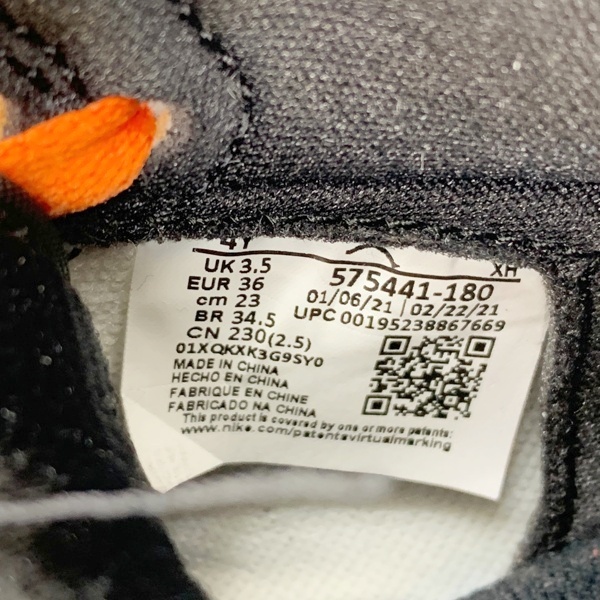 4Y XH
UK 3.5
EUR 36
cm 23
BR 34.5
CN 230(2.5)
575441-180
01/06/21 | 02/22/21
UPC 00195238867669
01XQKXK3G9SY0
MADE IN CHINA
HECHO EN CHINA
FABRIQUE EN CHINE
FABRICADO NA CHINA
This product is covered by one or more patents:
www.nike.com/patentsvirtualmarking